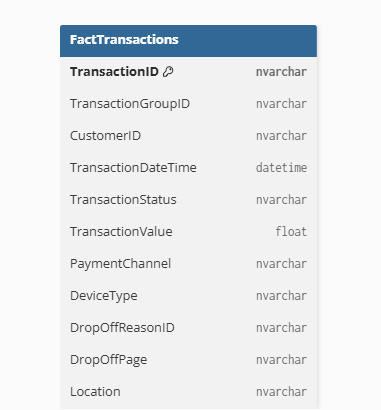 FactTransactions
TransactionID nvarchar
TransactionGroupID nvarchar
CustomerID nvarchar
TransactionDateTime datetime
TransactionStatus nvarchar
TransactionValue float
PaymentChannel nvarchar
DeviceType nvarchar
DropOffReasonID nvarchar
DropOffPage nvarchar
Location nvarchar